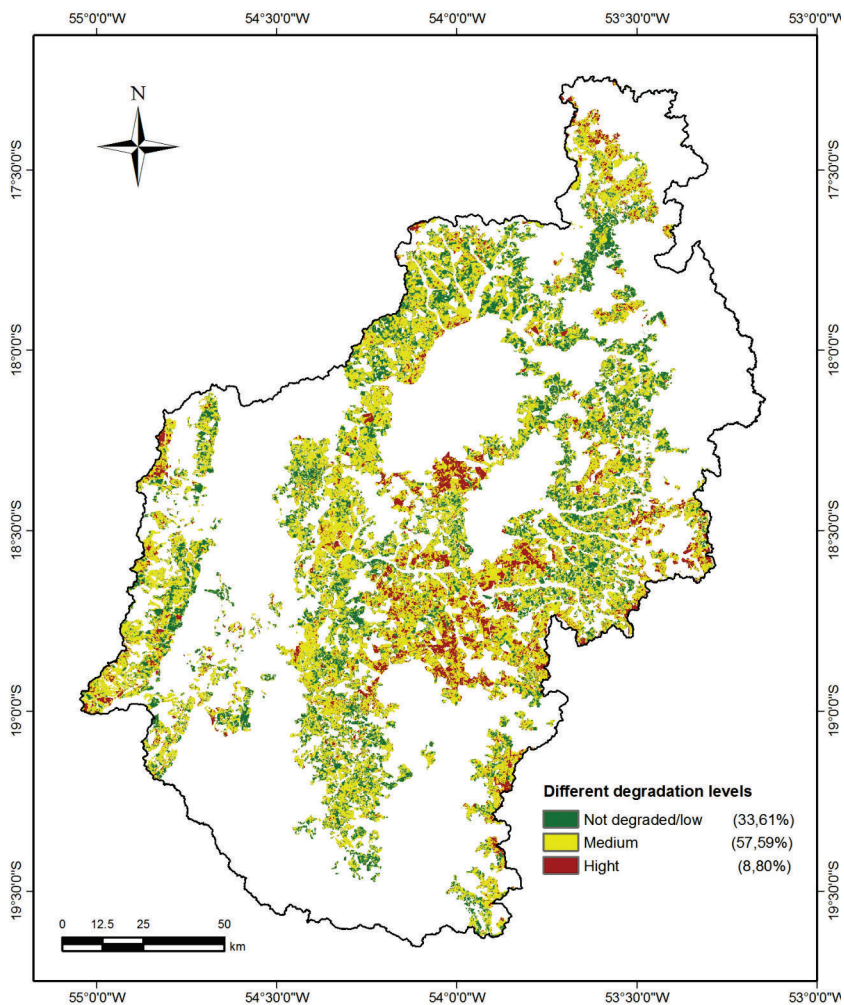 55°0'0"W 54°30'0"W 54°0'0"W 53°30'0"W 53°0'0"W
N
17°30'0"S 17°30'0"S
18°0'0"S 18°0'0"S
18°30'0"S 18°30'0"S
19°0'0"S 19°0'0"S
Different degradation levels
Not degraded/low (33,61%)
Medium (57,59%)
Hight (8,80%)
19°30'0"S 19°30'0"S
0 12.5 25 50
km
55°0'0"W 54°30'0"W 54°0'0"W 53°30'0"W 53°0'0"W